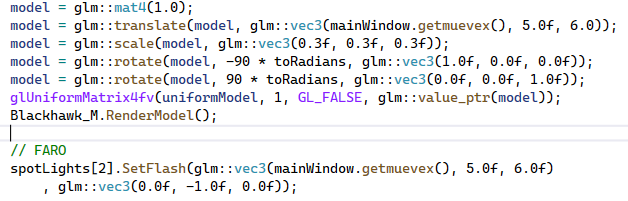 model = glm::mat4(1.0);
model = glm::translate(model, glm::vec3(mainWindow.getmuevex(), 5.0f, 6.0));
model = glm::scale(model, glm::vec3(0.3f, 0.3f, 0.3f));
model = glm::rotate(model, -90 * toRadians, glm::vec3(1.0f, 0.0f, 0.0f));
model = glm::rotate(model, 90 * toRadians, glm::vec3(0.0f, 0.0f, 1.0f));
glUniformMatrix4fv(uniformModel, 1, GL_FALSE, glm::value_ptr(model));
Blackhawk_M.RenderModel();
// FARO
spotLights[2].SetFlash(glm::vec3(mainWindow.getmuevex(), 5.0f, 6.0f)
, glm::vec3(0.0f, -1.0f, 0.0f));